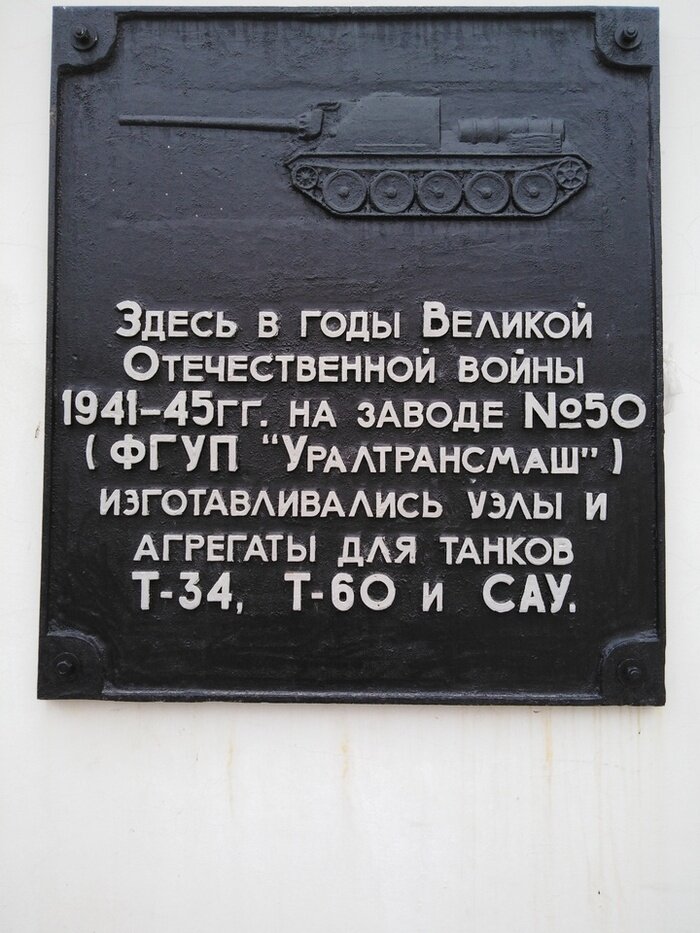 Здесь в годы Великой
Отечественной войны
1941-45гг. на заводе №50
(ФГУП "Уралтрансмаш")
изготавливались узлы и
агрегаты для танков
Т-34, Т-60 и САУ.